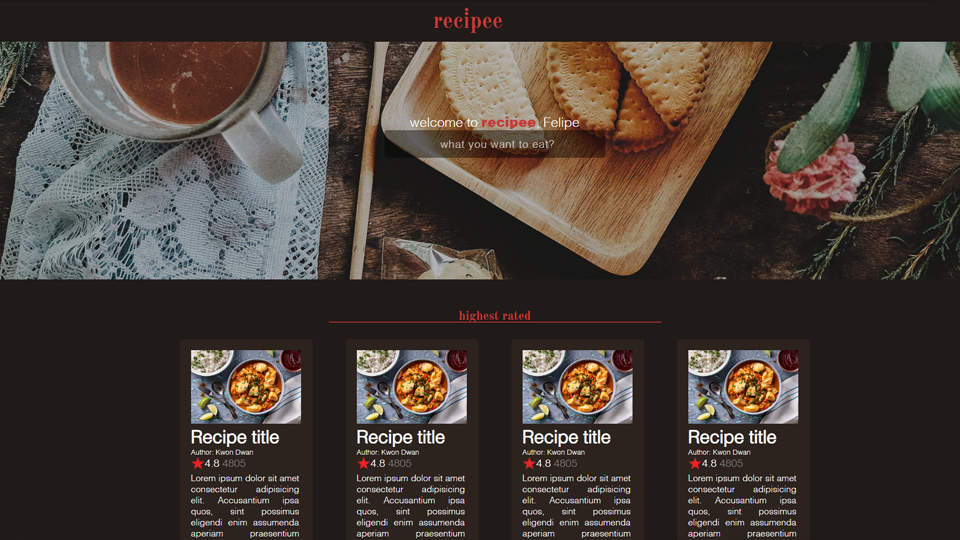 recipee
welcome to recipee, Felipe
what you want to eat?
highest rated
Recipe title
Author: Kwon Dwan
4.8 4805
Lorem ipsum dolor sit amet
consectetur adipisicing
elit. Accusantium ipsa
quos, sint possimus
eligendi enim assumenda
aperiam praesentium
Recipe title
Author: Kwon Dwan
4.8 4805
Lorem ipsum dolor sit amet
consectetur adipisicing
elit. Accusantium ipsa
quos, sint possimus
eligendi enim assumenda
aperiam praesentium
Recipe title
Author: Kwon Dwan
4.8 4805
Lorem ipsum dolor sit amet
consectetur adipisicing
elit. Accusantium ipsa
quos, sint possimus
eligendi enim assumenda
aperiam praesentium
Recipe title
Author: Kwon Dwan
4.8 4805
Lorem ipsum dolor sit amet
consectetur adipisicing
elit. Accusantium ipsa
quos, sint possimus
eligendi enim assumenda
aperiam praesentium